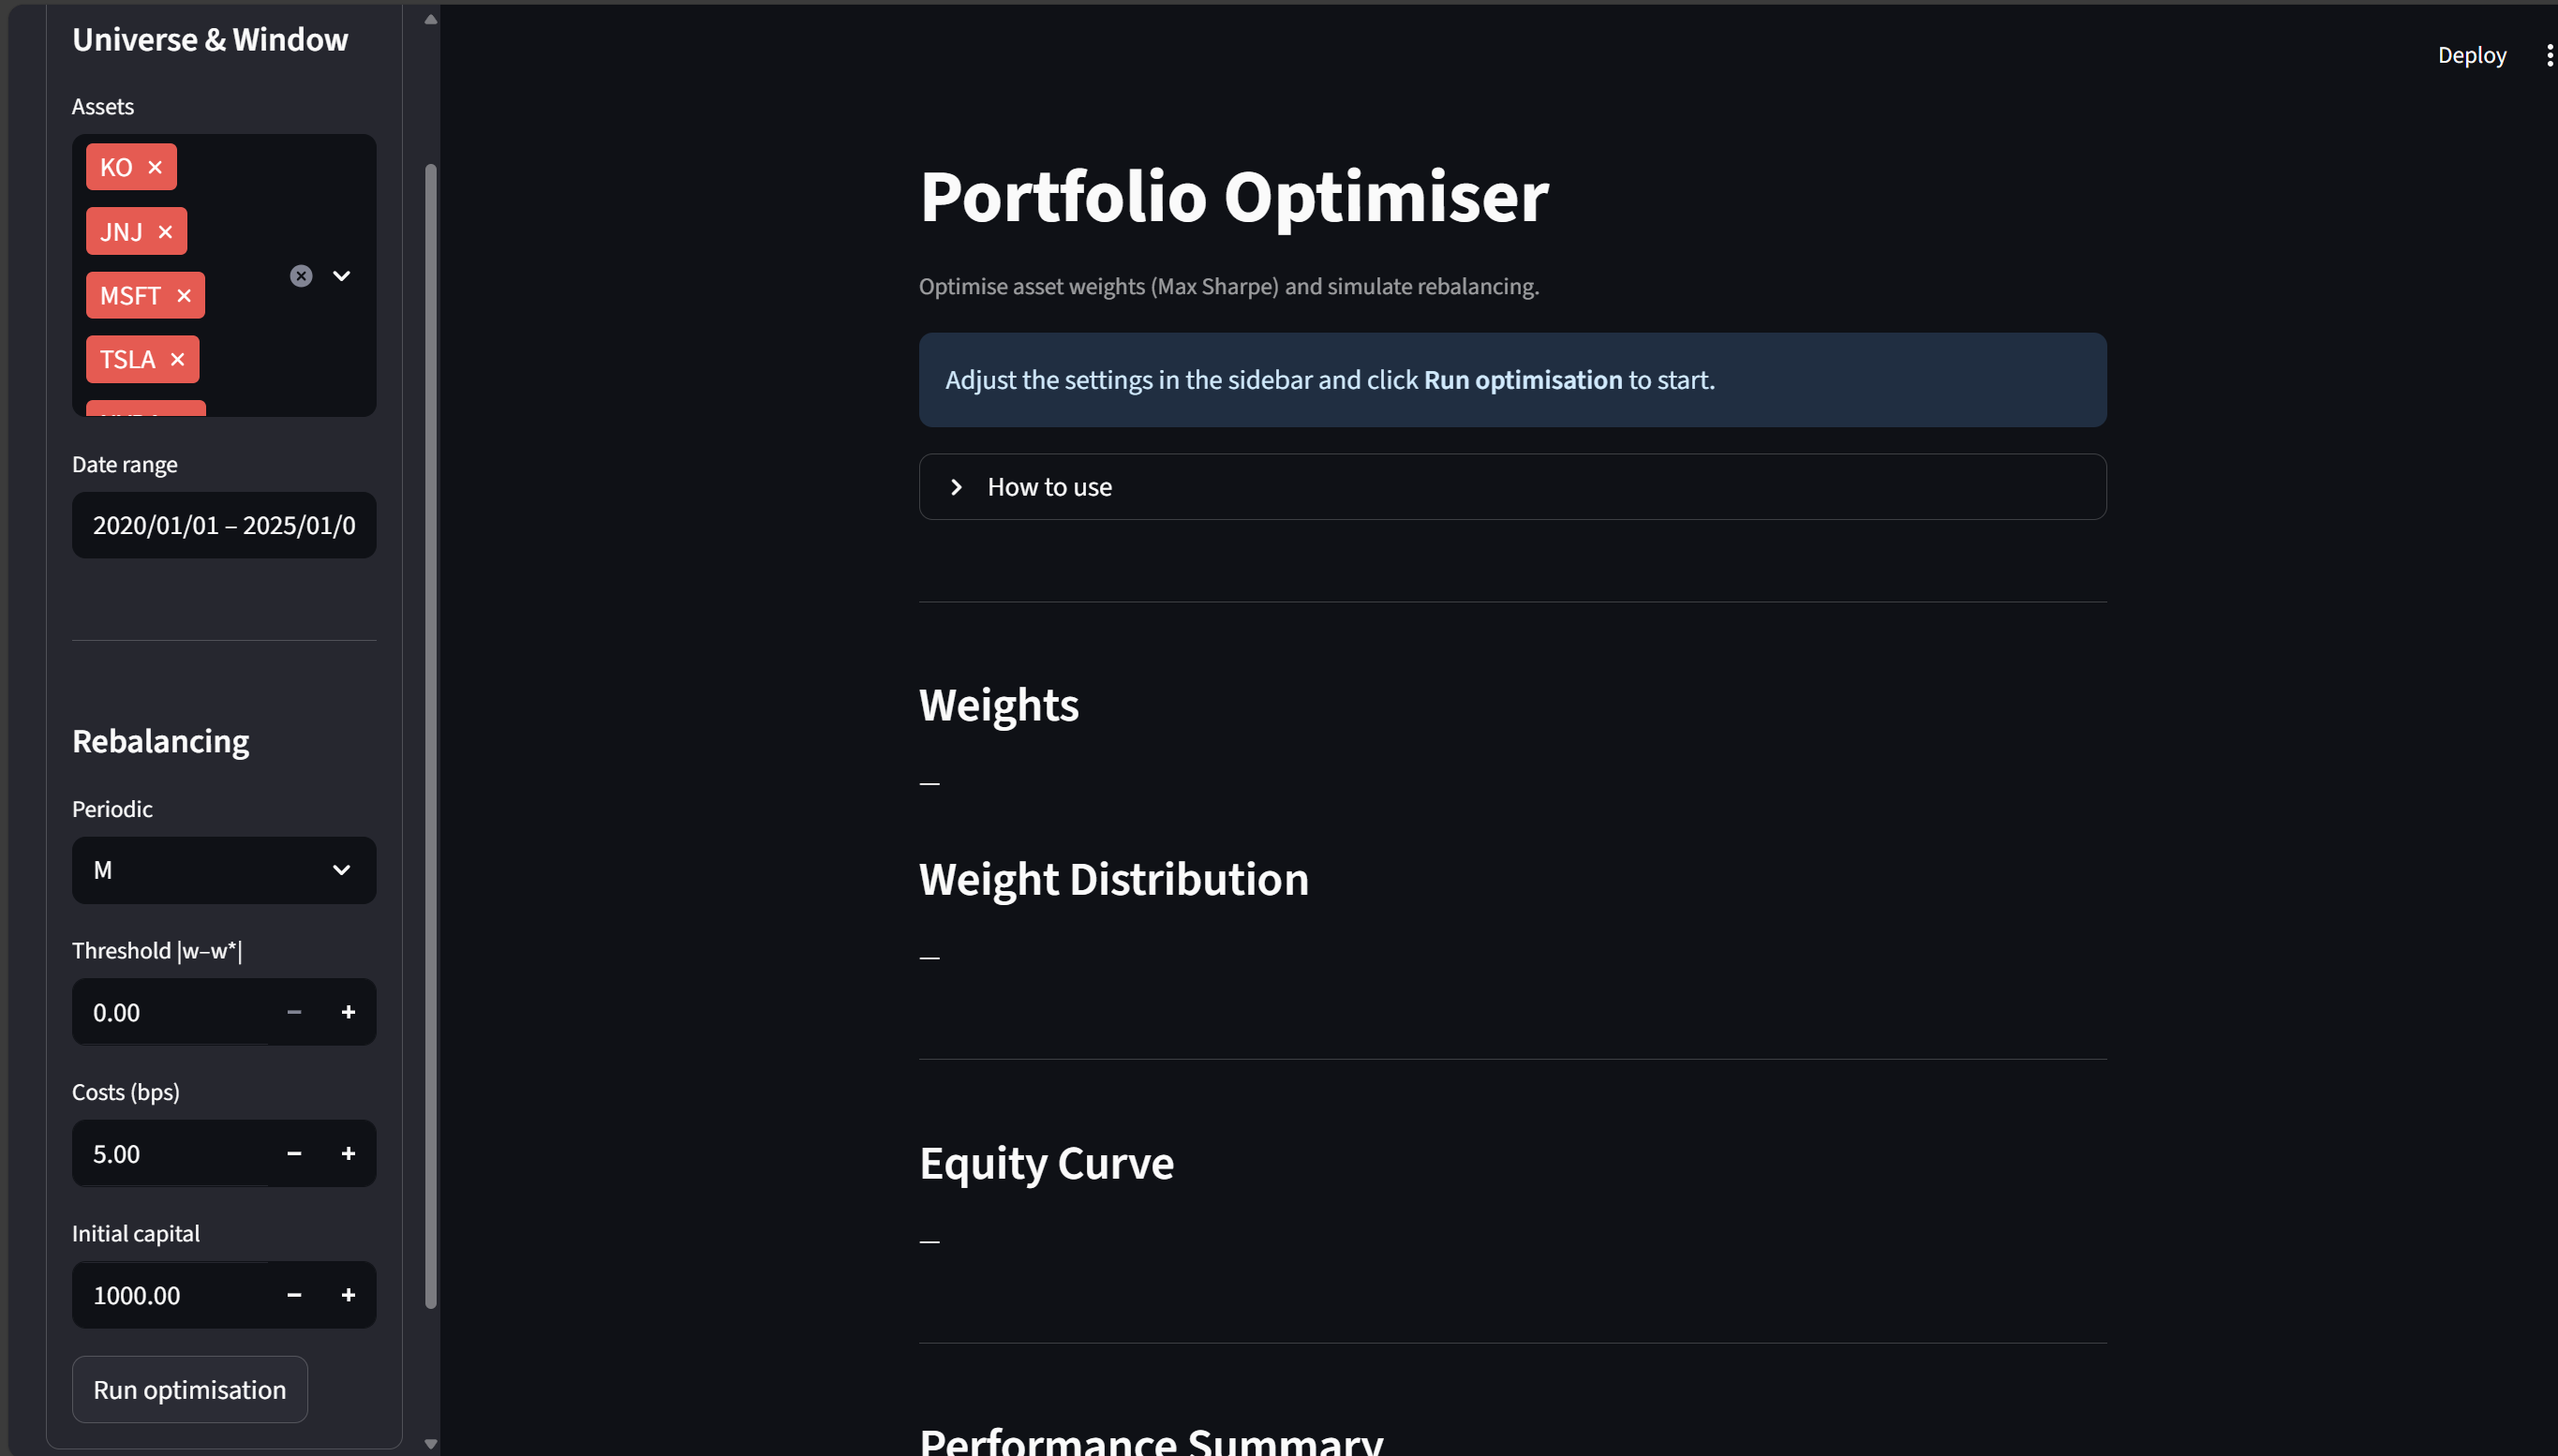 Universe & Window
Assets
KO ×
JNJ ×
MSFT ×
TSLA ×
Date range
2020/01/01 – 2025/01/0
Rebalancing
Periodic
M
Threshold |w–w*|
0.00 − +
Costs (bps)
5.00 − +
Initial capital
1000.00 − +
Run optimisation
Deploy
Portfolio Optimiser
Optimise asset weights (Max Sharpe) and simulate rebalancing.
Adjust the settings in the sidebar and click Run optimisation to start.
How to use
Weights
—
Weight Distribution
—
Equity Curve
—
Performance Summary